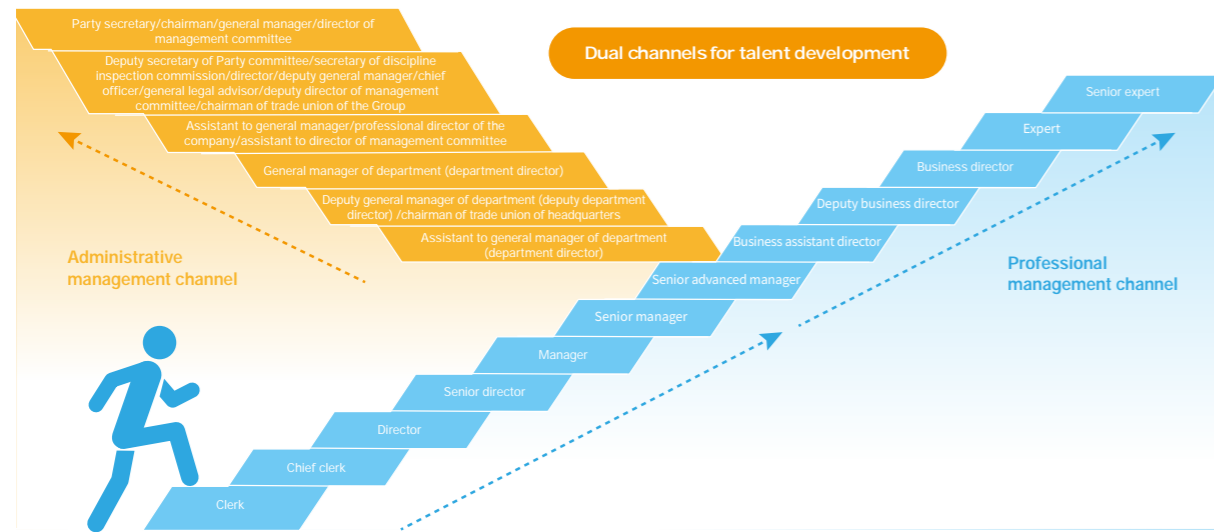 Party secretary/chairman/general manager/director of
management committee
Dual channels for talent development
Deputy secretary of Party committee/secretary of discipline
inspection commission/director/deputy general manager/chief
officer/general legal advisor/deputy director of management
committee/chairman of trade union of the Group
Senior expert
Assistant to general manager/professional director of the
company/assistant to director of management committee
Expert
General manager of department (department director)
Business director
Deputy general manager of department (deputy department
director) /chairman of trade union of headquarters
Deputy business director
Assistant to general manager of department
(department director)
Business assistant director
Administrative
management channel
Professional
management channel
Senior advanced manager
Senior manager
Manager
Senior director
Director
Chief clerk
Clerk